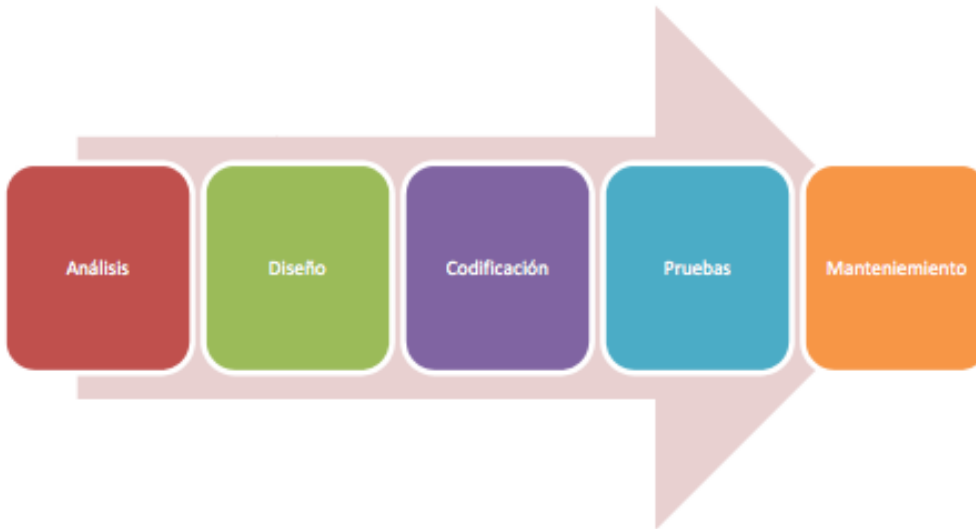 Análisis
Diseño
Codificación
Pruebas
Manteniemiento